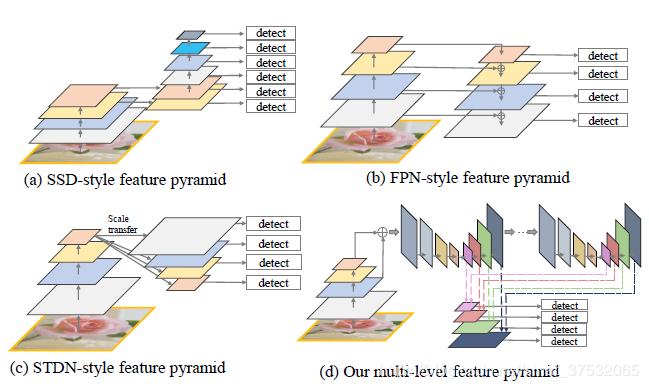 detect
detect
detect
detect
detect
detect
(a) SSD-style feature pyramid
detect
detect
detect
detect
(b) FPN-style feature pyramid
Scale
transfer
detect
detect
detect
detect
(c) STDN-style feature pyramid
detect
detect
detect
detect
(d) Our multi-level feature pyramid
37532065